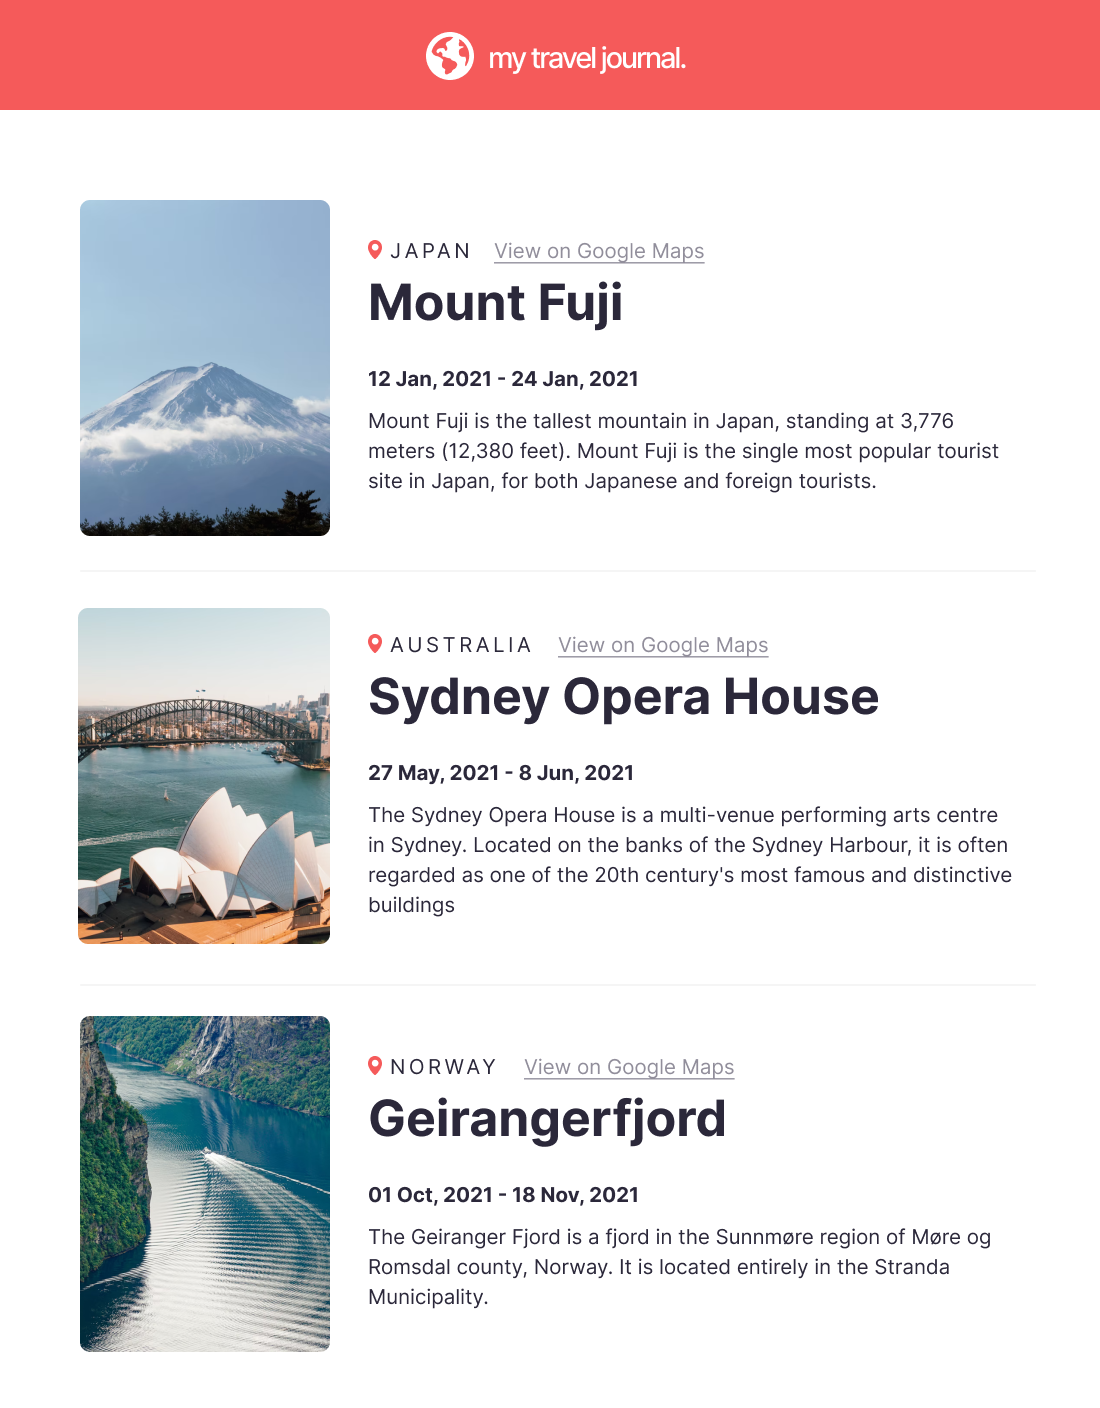 my travel journal.
JAPAN View on Google Maps
Mount Fuji
12 Jan, 2021 - 24 Jan, 2021
Mount Fuji is the tallest mountain in Japan, standing at 3,776
meters (12,380 feet). Mount Fuji is the single most popular tourist
site in Japan, for both Japanese and foreign tourists.
AUSTRALIA View on Google Maps
Sydney Opera House
27 May, 2021 - 8 Jun, 2021
The Sydney Opera House is a multi-venue performing arts centre
in Sydney. Located on the banks of the Sydney Harbour, it is often
regarded as one of the 20th century's most famous and distinctive
buildings
NORWAY View on Google Maps
Geirangerfjord
01 Oct, 2021 - 18 Nov, 2021
The Geiranger Fjord is a fjord in the Sunnmøre region of Møre og
Romsdal county, Norway. It is located entirely in the Stranda
Municipality.